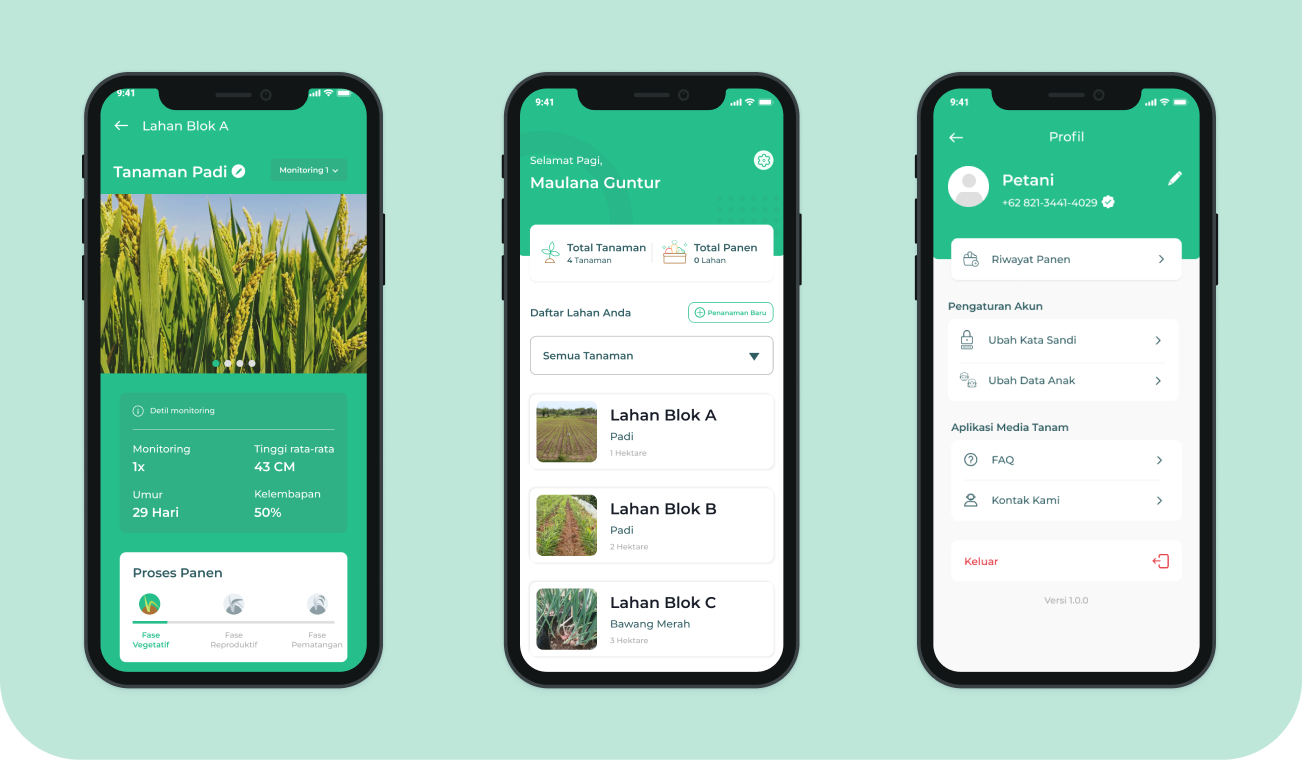 9:41
Lahan Blok A
Tanaman Padi
Monitoring 1
Detil monitoring
Monitoring
Tinggi rata-rata
1x
43 CM
Umur
Kelembapan
29 Hari
50%
Proses Panen
Fase
Vegetatif
Fase
Reproduktif
Fase
Pematangan
9:41
Selamat Pagi,
Maulana Guntur
Total Tanaman
4 Tanaman
Total Panen
0 Lahan
Daftar Lahan Anda
Penanaman Baru
Semua Tanaman
Lahan Blok A
Padi
1 Hektare
Lahan Blok B
Padi
2 Hektare
Lahan Blok C
Bawang Merah
3 Hektare
9:41
Profil
Petani
+62 821-3441-4029
Riwayat Panen
Pengaturan Akun
Ubah Kata Sandi
Ubah Data Anak
Aplikasi Media Tanam
FAQ
Kontak Kami
Keluar
Versi 1.0.0